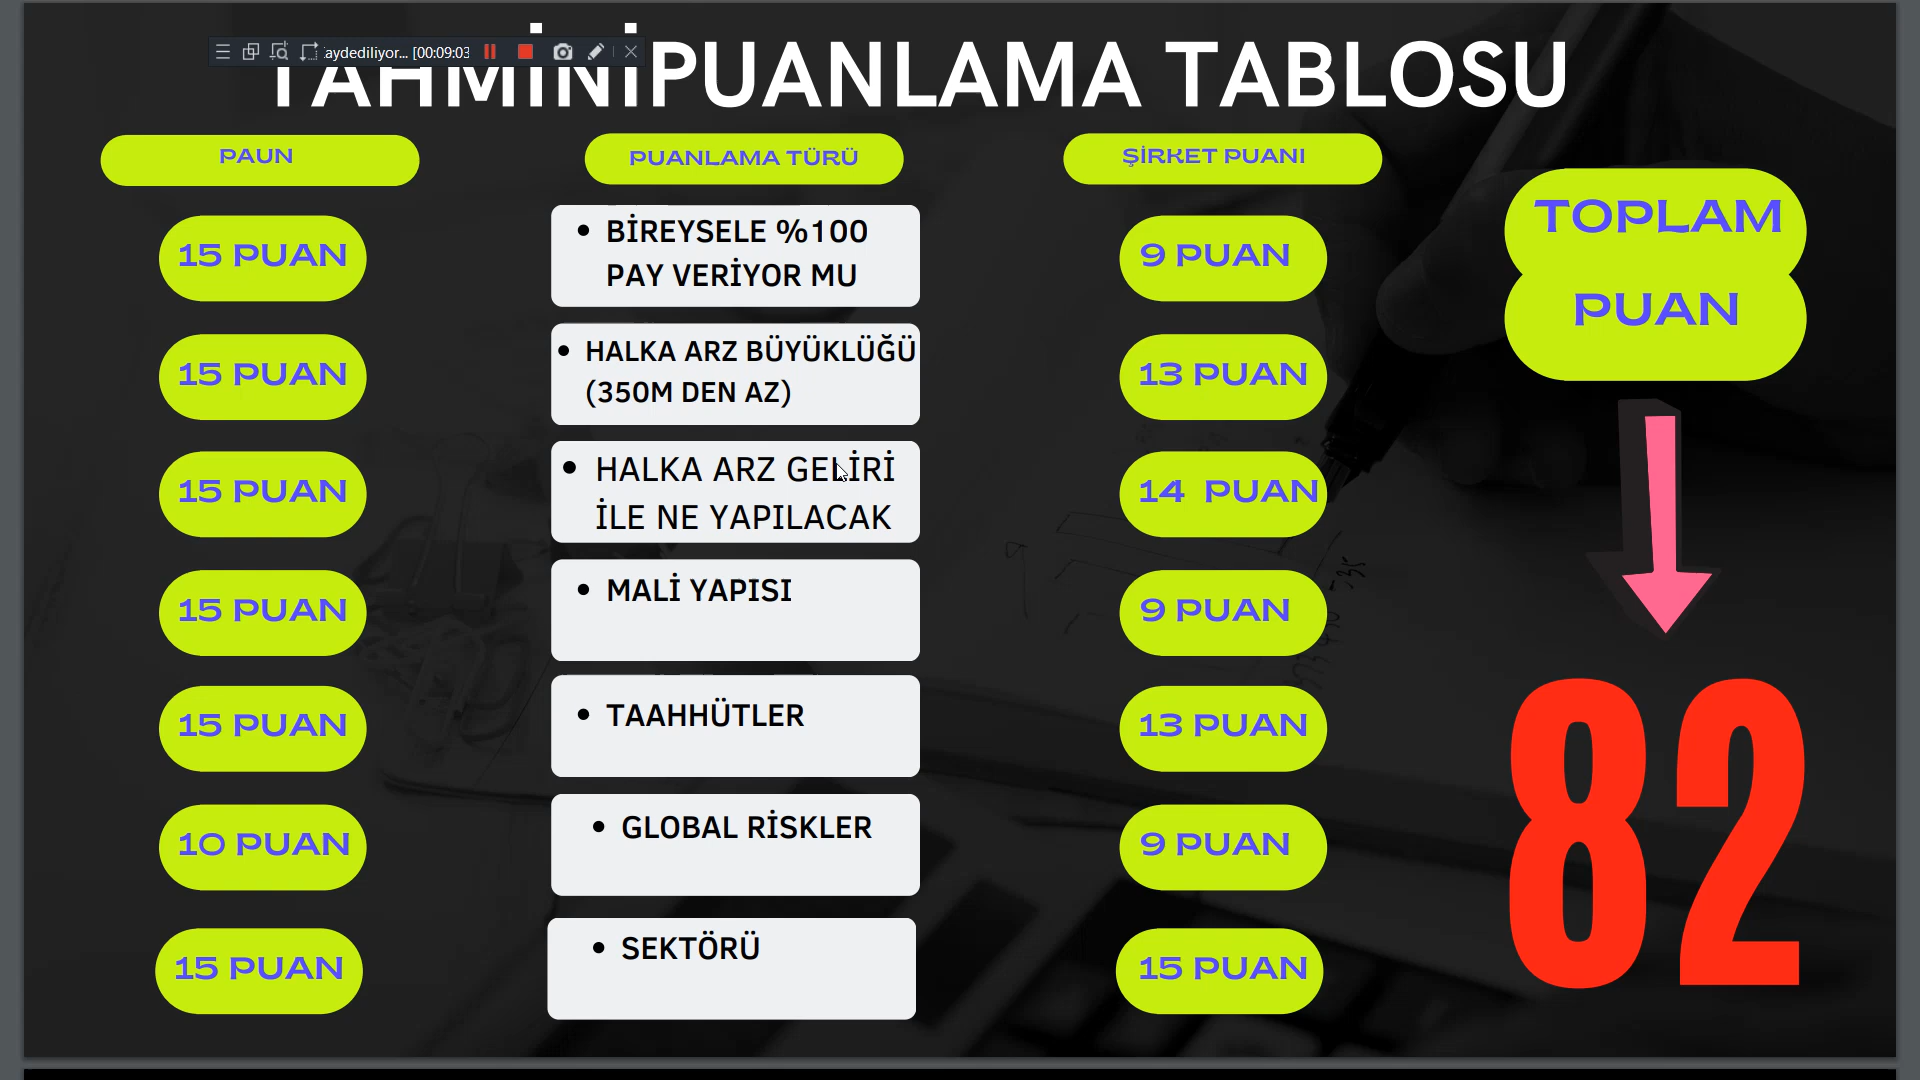 TAHMİNİPUANLAMA TABLOSU
aydediliyor... [00:09:03
PAUN
PUANLAMA TÜRÜ
ŞİRKET PUANI
15 PUAN
BİREYSELE %100
PAY VERİYOR MU
9 PUAN
15 PUAN
HALKA ARZ BÜYÜKLÜĞÜ
(350M DEN AZ)
13 PUAN
15 PUAN
HALKA ARZ GELİRİ
İLE NE YAPILACAK
14 PUAN
15 PUAN
MALİ YAPISI
9 PUAN
15 PUAN
TAAHHÜTLER
13 PUAN
10 PUAN
GLOBAL RİSKLER
9 PUAN
15 PUAN
SEKTÖRÜ
15 PUAN
TOPLAM
PUAN
82